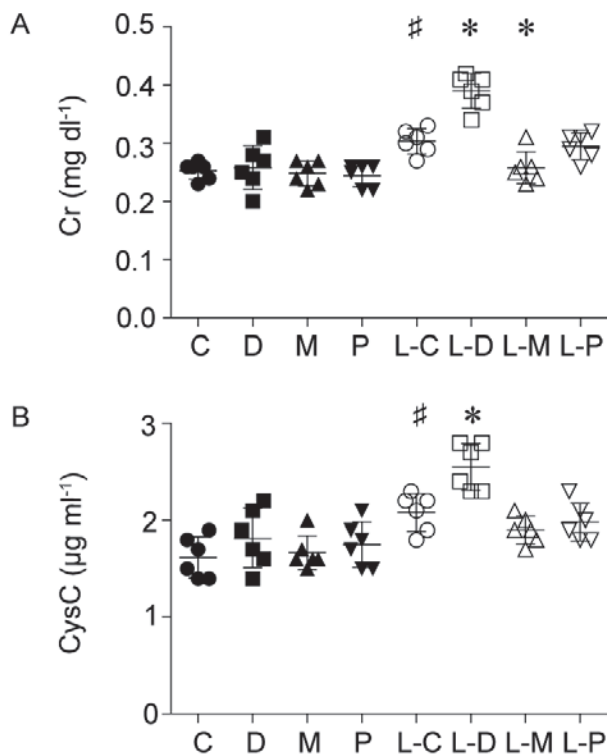 A
♯ * *
0.5
0.4
0.3
0.2
0.1
0.0
Cr (mg dl⁻¹)
C D M P L-C L-D L-M L-P
B
♯ *
3
2
1
0
CysC (µg ml⁻¹)
C D M P L-C L-D L-M L-P